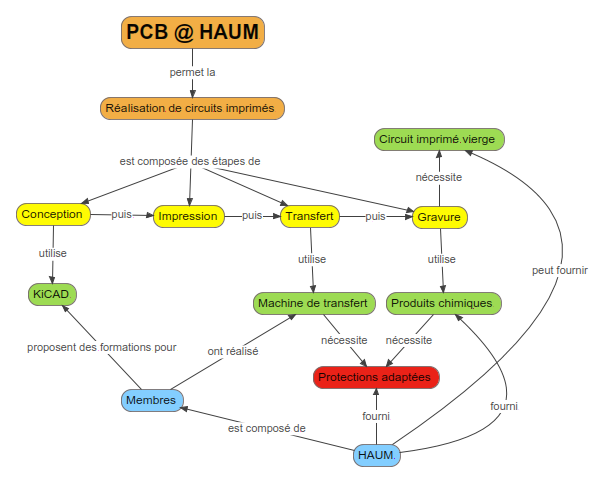 PCB @ HAUM
permet la
Réalisation de circuits imprimés
Circuit imprimé vierge
est composée des étapes de
nécessite
Conception
puis
Impression
puis
Transfert
puis
Gravure
utilise
utilise
utilise
peut fournir
KiCAD
Machine de transfert
Produits chimiques
proposent des formations pour
ont réalisé
nécessite
nécessite
Protections adaptées
Membres
fourni
fourni
est composé de
HAUM.